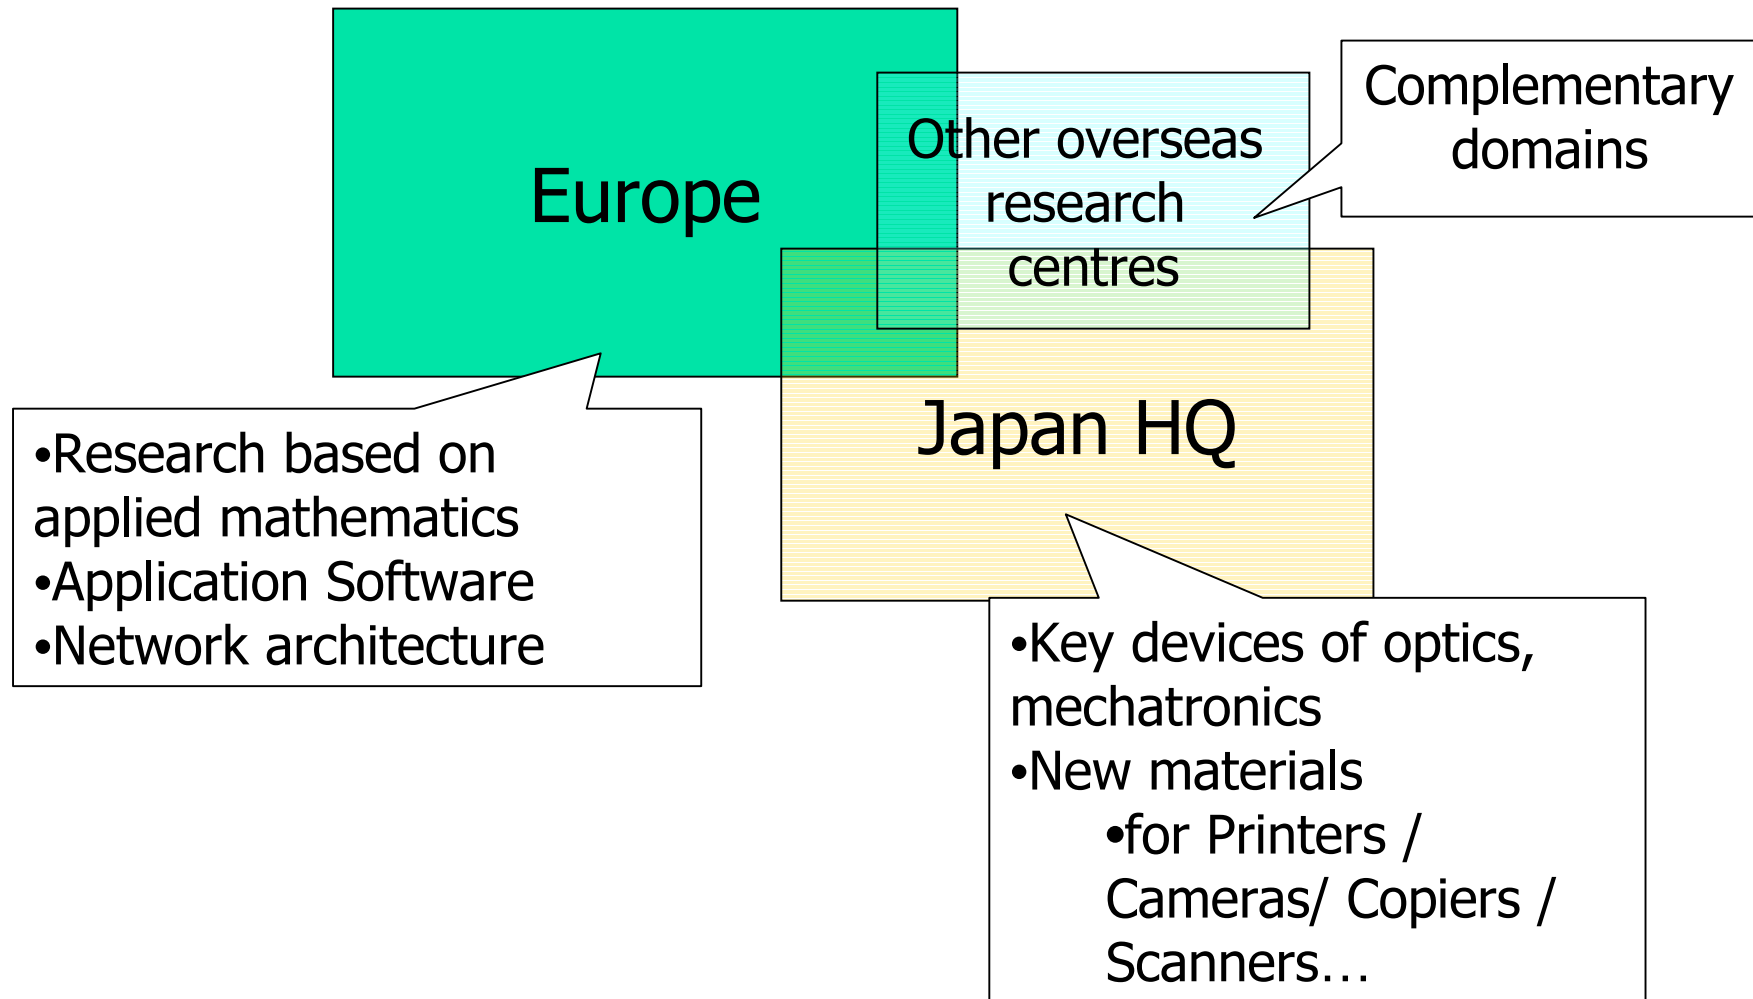 Europe
Other overseas
research
centres
Complementary
domains
Japan HQ
•Research based on
applied mathematics
•Application Software
•Network architecture
•Key devices of optics,
mechatronics
•New materials
•for Printers /
Cameras/ Copiers /
Scanners…